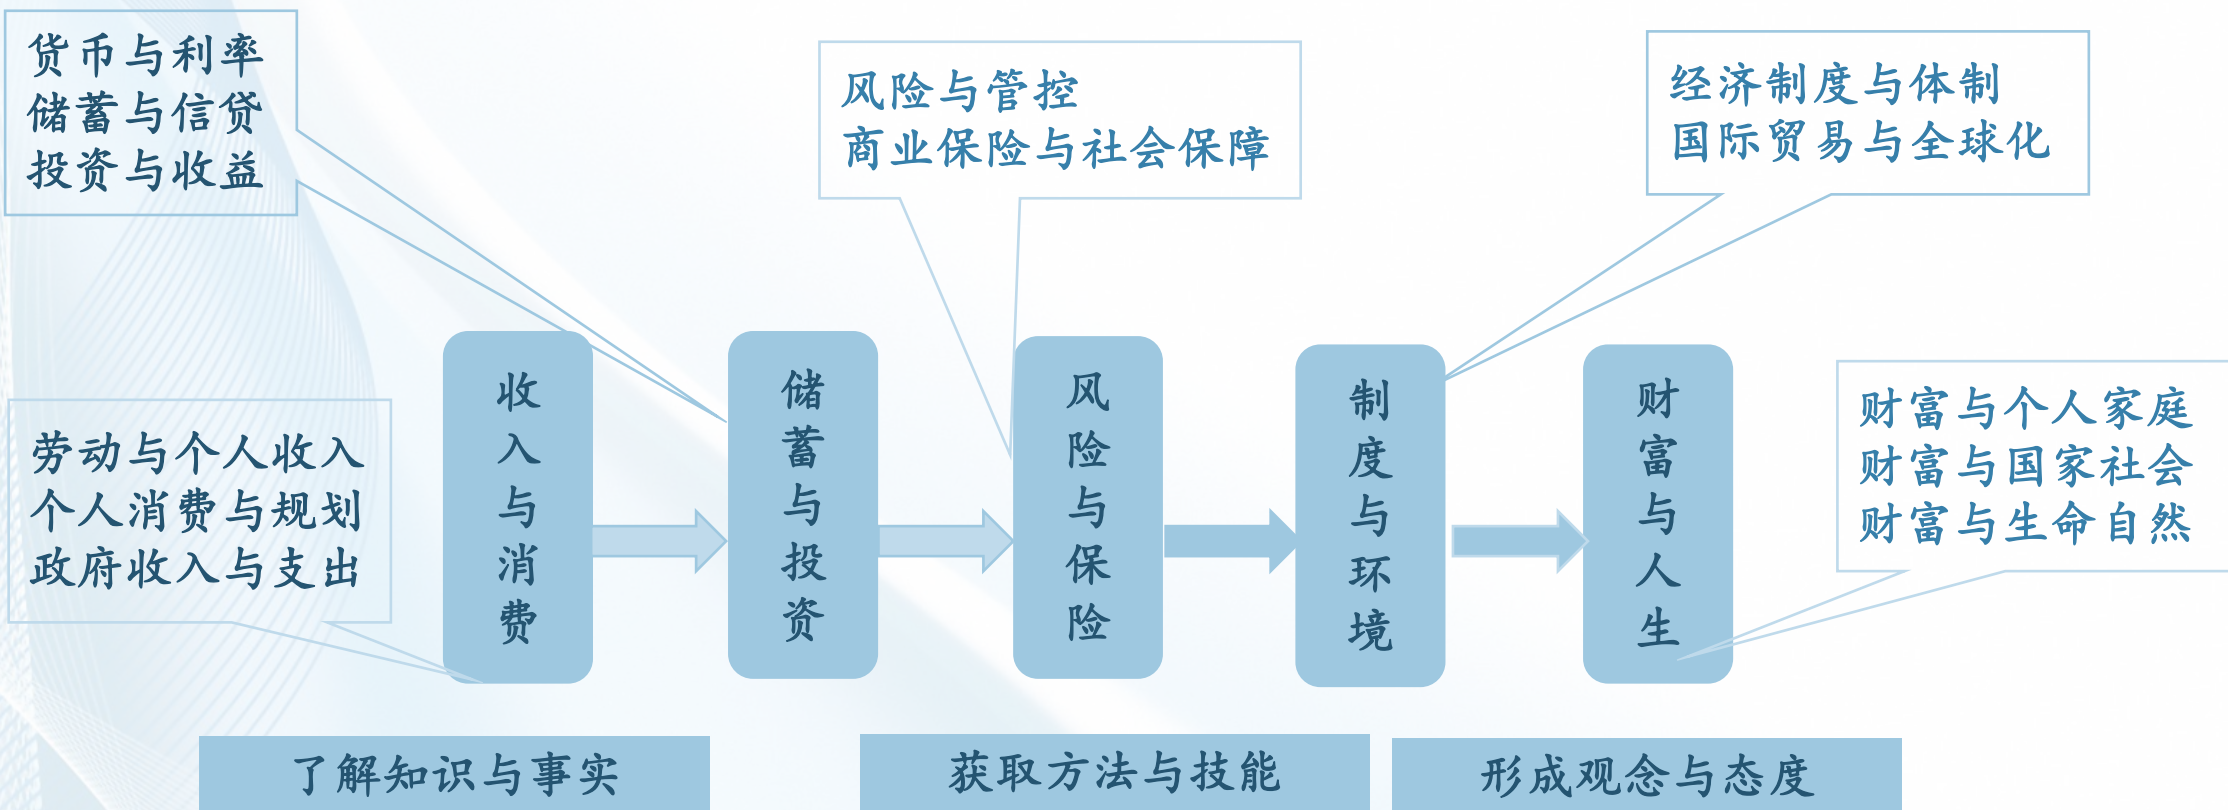 货币与利率
储蓄与信贷
投资与收益
风险与管控
商业保险与社会保障
经济制度与体制
国际贸易与全球化
劳动与个人收入
个人消费与规划
政府收入与支出
收入与消费
储蓄与投资
风险与保险
制度与环境
财富与人生
财富与个人家庭
财富与国家社会
财富与生命自然
了解知识与事实
获取方法与技能
形成观念与态度